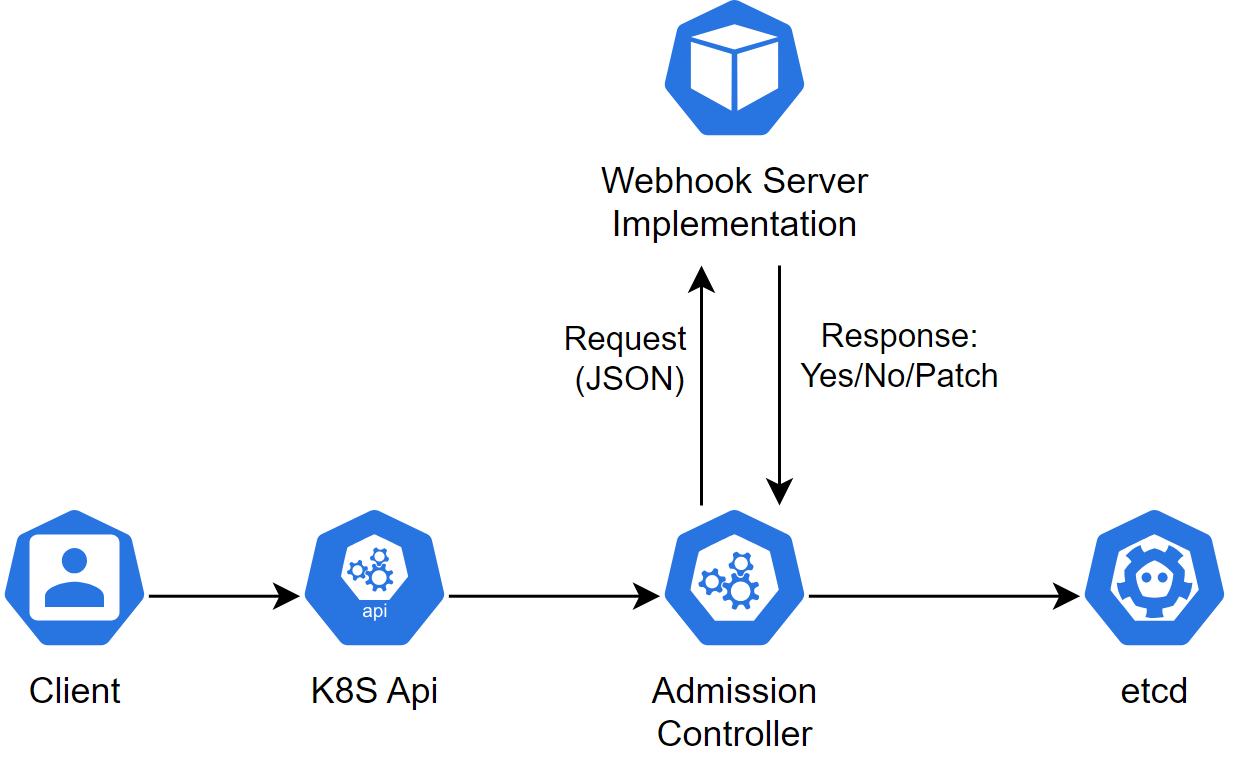 Webhook Server
Implementation
Request
(JSON)
Response:
Yes/No/Patch
api
Client
K8S Api
Admission
Controller
etcd